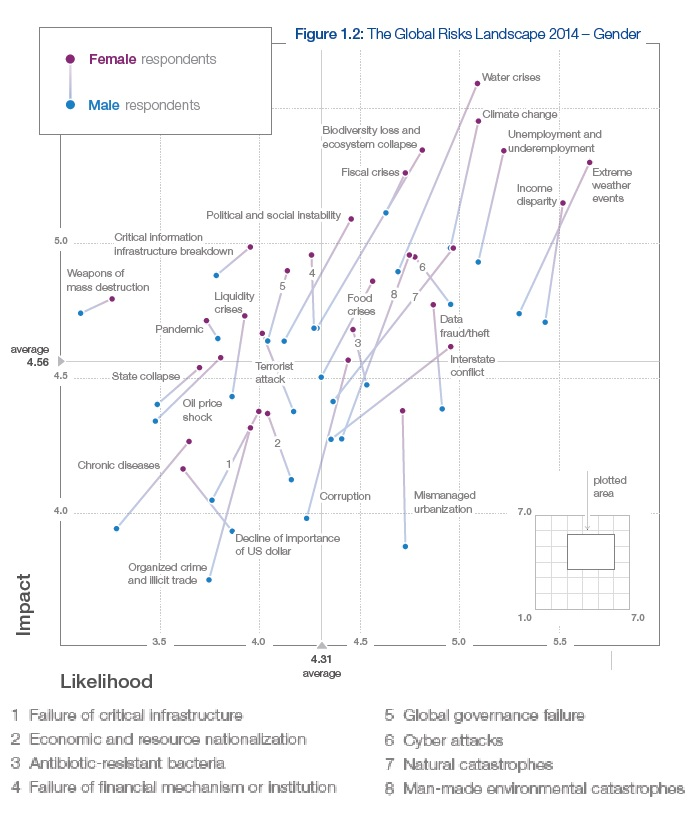 Figure 1.2: The Global Risks Landscape 2014 – Gender
Female respondents
Male respondents
Water crises
Climate change
Biodiversity loss and
ecosystem collapse
Unemployment and
underemployment
Fiscal crises
Extreme
weather
events
Income
disparity
Political and social instability
5.0
Critical information
infrastructure breakdown
Weapons of
mass destruction
5
4
6
8
7
Liquidity
crises
Food
crises
Pandemic
3
Data
fraud/theft
average
4.56
Interstate
conflict
4.5
State collapse
Terrorist
attack
Oil price
shock
2
1
Chronic diseases
Corruption
Mismanaged
urbanization
plotted
area
4.0
7.0
Decline of importance
of US dollar
Organized crime
and illicit trade
1.0
7.0
Impact
3.5
4.0
4.5
5.0
5.5
4.31
average
Likelihood
1 Failure of critical infrastructure
2 Economic and resource nationalization
3 Antibiotic-resistant bacteria
4 Failure of financial mechanism or institution
5 Global governance failure
6 Cyber attacks
7 Natural catastrophes
8 Man-made environmental catastrophes